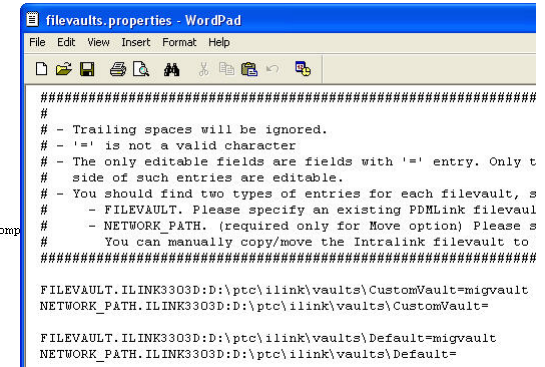 filevaults.properties - WordPad
File Edit View Insert Format Help
################################################################
#
# - Trailing spaces will be ignored.
# - '=' is not a valid character
# - The only editable fields are fields with '=' entry. Only t
# side of such entries are editable.
# - You should find two types of entries for each filevault, s
# - FILEVAULT. Please specify an existing PDMLink filevaul
# - NETWORK_PATH. (required only for Move option) Please s
omp
# You can manually copy/move the Intralink filevault to
################################################################
FILEVAULT.ILINK3303D:D:\ptc\ilink\vaults\CustomVault=migvault
NETWORK_PATH.ILINK3303D:D:\ptc\ilink\vaults\CustomVault=
FILEVAULT.ILINK3303D:D:\ptc\ilink\vaults\Default=migvault
NETWORK_PATH.ILINK3303D:D:\ptc\ilink\vaults\Default=